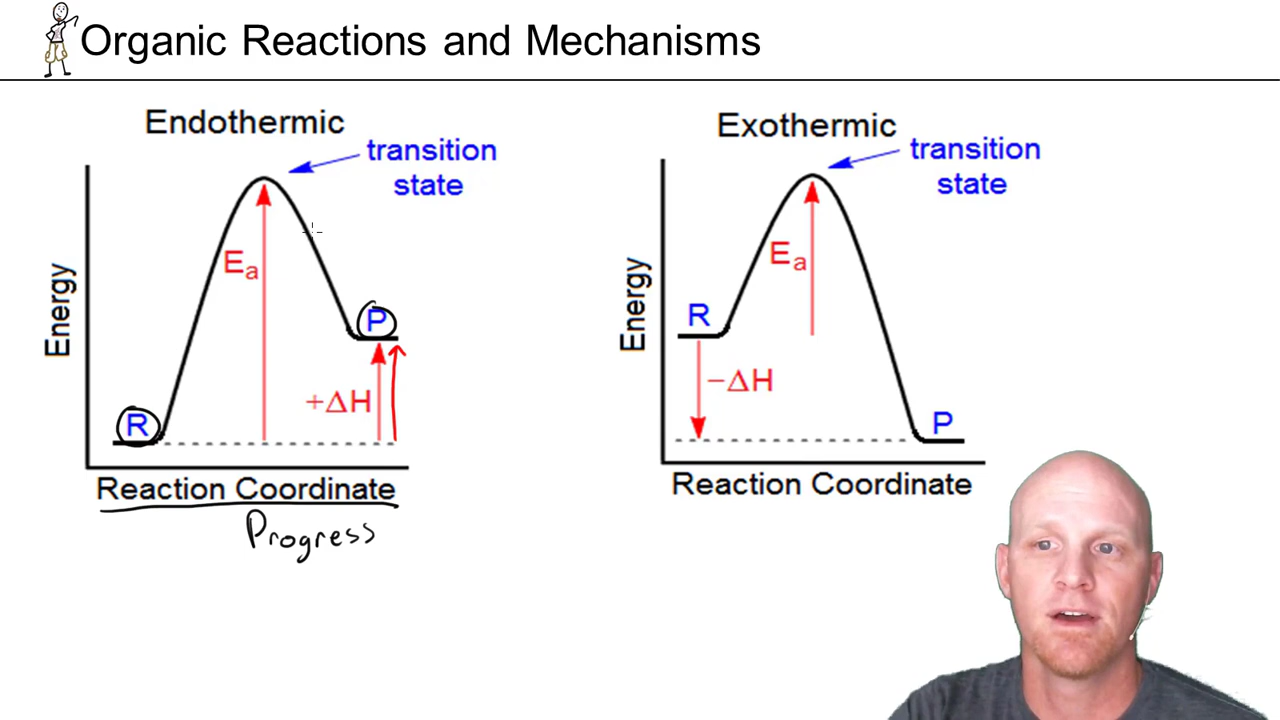 Organic Reactions and Mechanisms
Endothermic
transition
state
Energy
Ea
P
+ΔH
R
Reaction Coordinate
Progress
Exothermic
transition
state
Energy
R
Ea
−ΔH
P
Reaction Coordinate